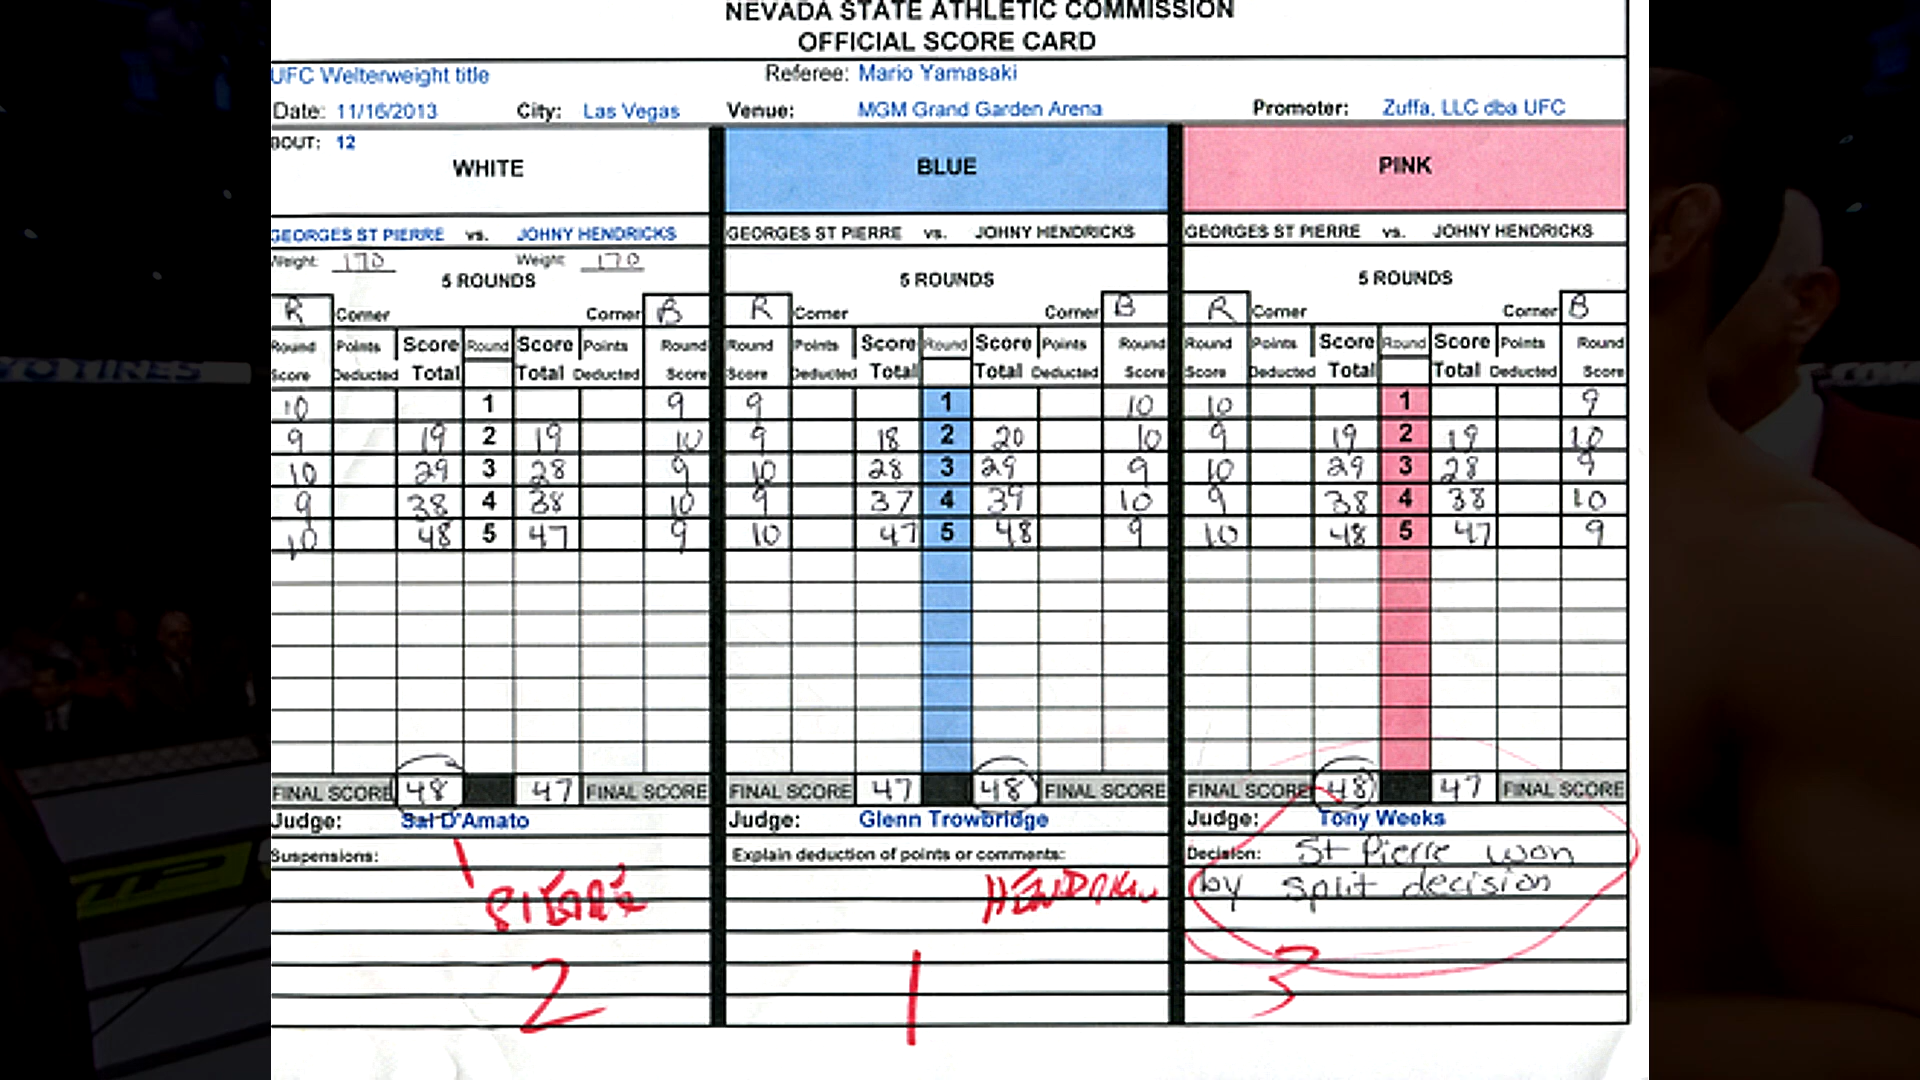 NEVADA STATE ATHLETIC COMMISSION
OFFICIAL SCORE CARD
UFC Welterweight title Referee: Mario Yamasaki
Date: 11/16/2013 City: Las Vegas Venue: MGM Grand Garden Arena Promoter: Zuffa, LLC dba UFC
BOUT: 12
WHITE BLUE PINK
GEORGES ST PIERRE vs. JOHNY HENDRICKS GEORGES ST PIERRE vs. JOHNY HENDRICKS GEORGES ST PIERRE vs. JOHNY HENDRICKS
Weight: 170 Weight: 170
5 ROUNDS 5 ROUNDS 5 ROUNDS
R Corner Corner B R Corner Corner B R Corner Corner B
Round Points Score Round Score Points Round Round Points Score Round Score Points Round Round Points Score Round Score Points Round
Score Deducted Total Total Deducted Score Score Deducted Total Total Deducted Score Score Deducted Total Total Deducted Score
10 1 9 9 1 10 10 1 9
9 19 2 19 10 9 18 2 20 10 9 19 2 19 10
10 29 3 28 9 10 28 3 29 9 10 29 3 28 9
9 38 4 38 10 9 37 4 39 10 9 38 4 38 10
10 48 5 47 9 10 47 5 48 9 10 48 5 47 9
FINAL SCORE 48 47 FINAL SCORE FINAL SCORE 47 48 FINAL SCORE FINAL SCORE 48 47 FINAL SCORE
Judge: Sal D'Amato Judge: Glenn Trowbridge Judge: Tony Weeks
Suspensions: Explain deduction of points or comments: Decision: St Pierre won
by split decision
PIERRE
2 1 3